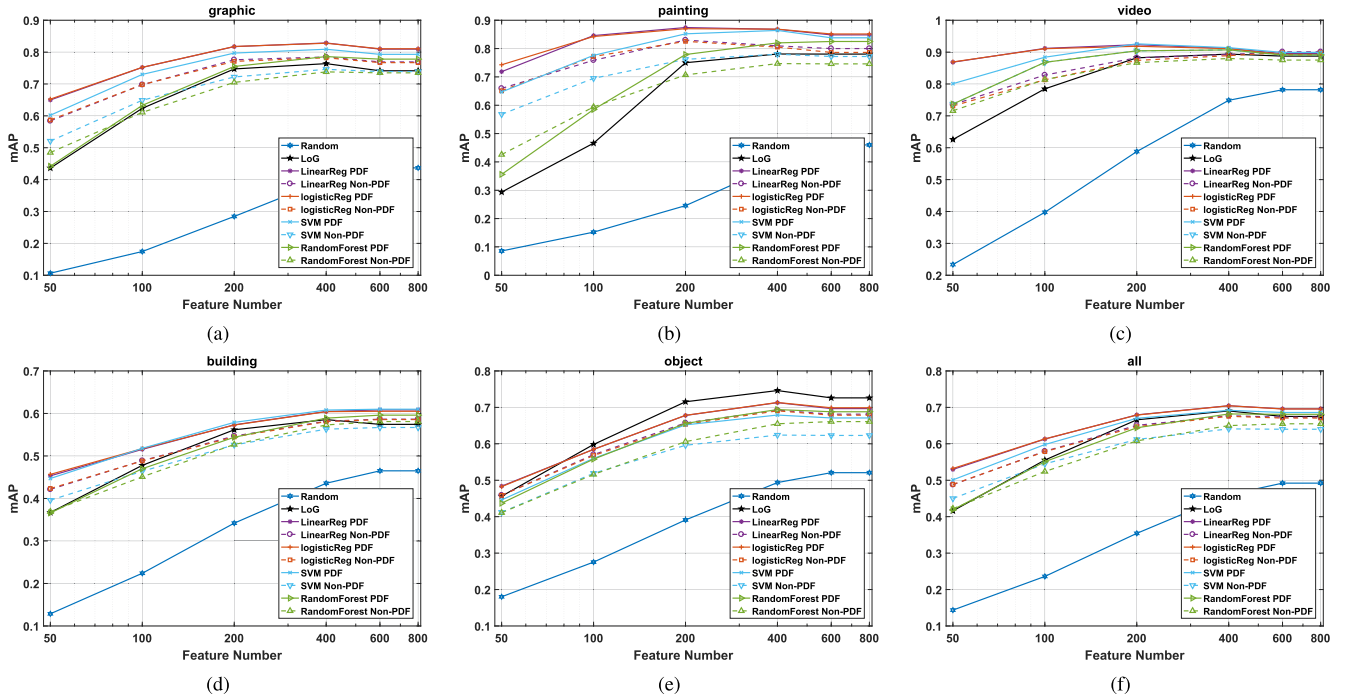 graphic
0.9
0.8
0.7
0.6
0.5
0.4
0.3
0.2
0.1
mAP
50 100 200 400 600 800
Feature Number
Random
LoG
LinearReg PDF
LinearReg Non-PDF
logisticReg PDF
logisticReg Non-PDF
SVM PDF
SVM Non-PDF
RandomForest PDF
RandomForest Non-PDF
(a)
painting
0.9
0.8
0.7
0.6
0.5
0.4
0.3
0.2
0.1
0
mAP
50 100 200 400 600 800
Feature Number
Random
LoG
LinearReg PDF
LinearReg Non-PDF
logisticReg PDF
logisticReg Non-PDF
SVM PDF
SVM Non-PDF
RandomForest PDF
RandomForest Non-PDF
(b)
video
1
0.9
0.8
0.7
0.6
0.5
0.4
0.3
0.2
mAP
50 100 200 400 600 800
Feature Number
Random
LoG
LinearReg PDF
LinearReg Non-PDF
logisticReg PDF
logisticReg Non-PDF
SVM PDF
SVM Non-PDF
RandomForest PDF
RandomForest Non-PDF
(c)
building
0.7
0.6
0.5
0.4
0.3
0.2
0.1
mAP
50 100 200 400 600 800
Feature Number
Random
LoG
LinearReg PDF
LinearReg Non-PDF
logisticReg PDF
logisticReg Non-PDF
SVM PDF
SVM Non-PDF
RandomForest PDF
RandomForest Non-PDF
(d)
object
0.8
0.7
0.6
0.5
0.4
0.3
0.2
0.1
mAP
50 100 200 400 600 800
Feature Number
Random
LoG
LinearReg PDF
LinearReg Non-PDF
logisticReg PDF
logisticReg Non-PDF
SVM PDF
SVM Non-PDF
RandomForest PDF
RandomForest Non-PDF
(e)
all
0.8
0.7
0.6
0.5
0.4
0.3
0.2
0.1
mAP
50 100 200 400 600 800
Feature Number
Random
LoG
LinearReg PDF
LinearReg Non-PDF
logisticReg PDF
logisticReg Non-PDF
SVM PDF
SVM Non-PDF
RandomForest PDF
RandomForest Non-PDF
(f)